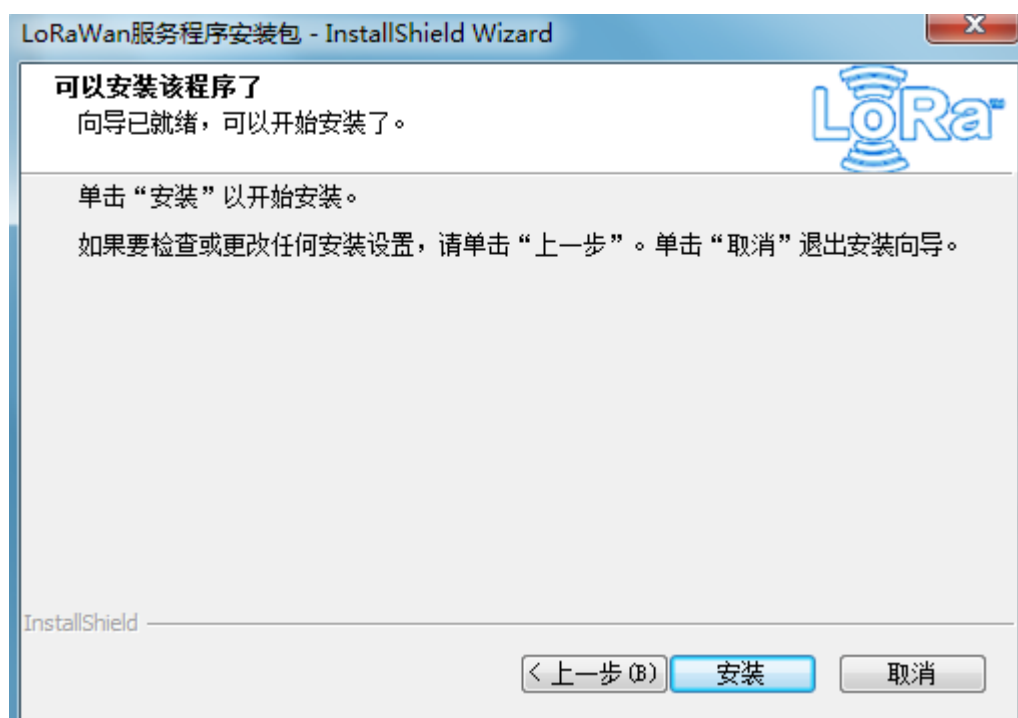 LoRaWan服务程序安装包 - InstallShield Wizard
可以安装该程序了
向导已就绪，可以开始安装了。
LoRa™
单击“安装”以开始安装。
如果要检查或更改任何安装设置，请单击“上一步”。单击“取消”退出安装向导。
InstallShield
< 上一步(B) 安装 取消